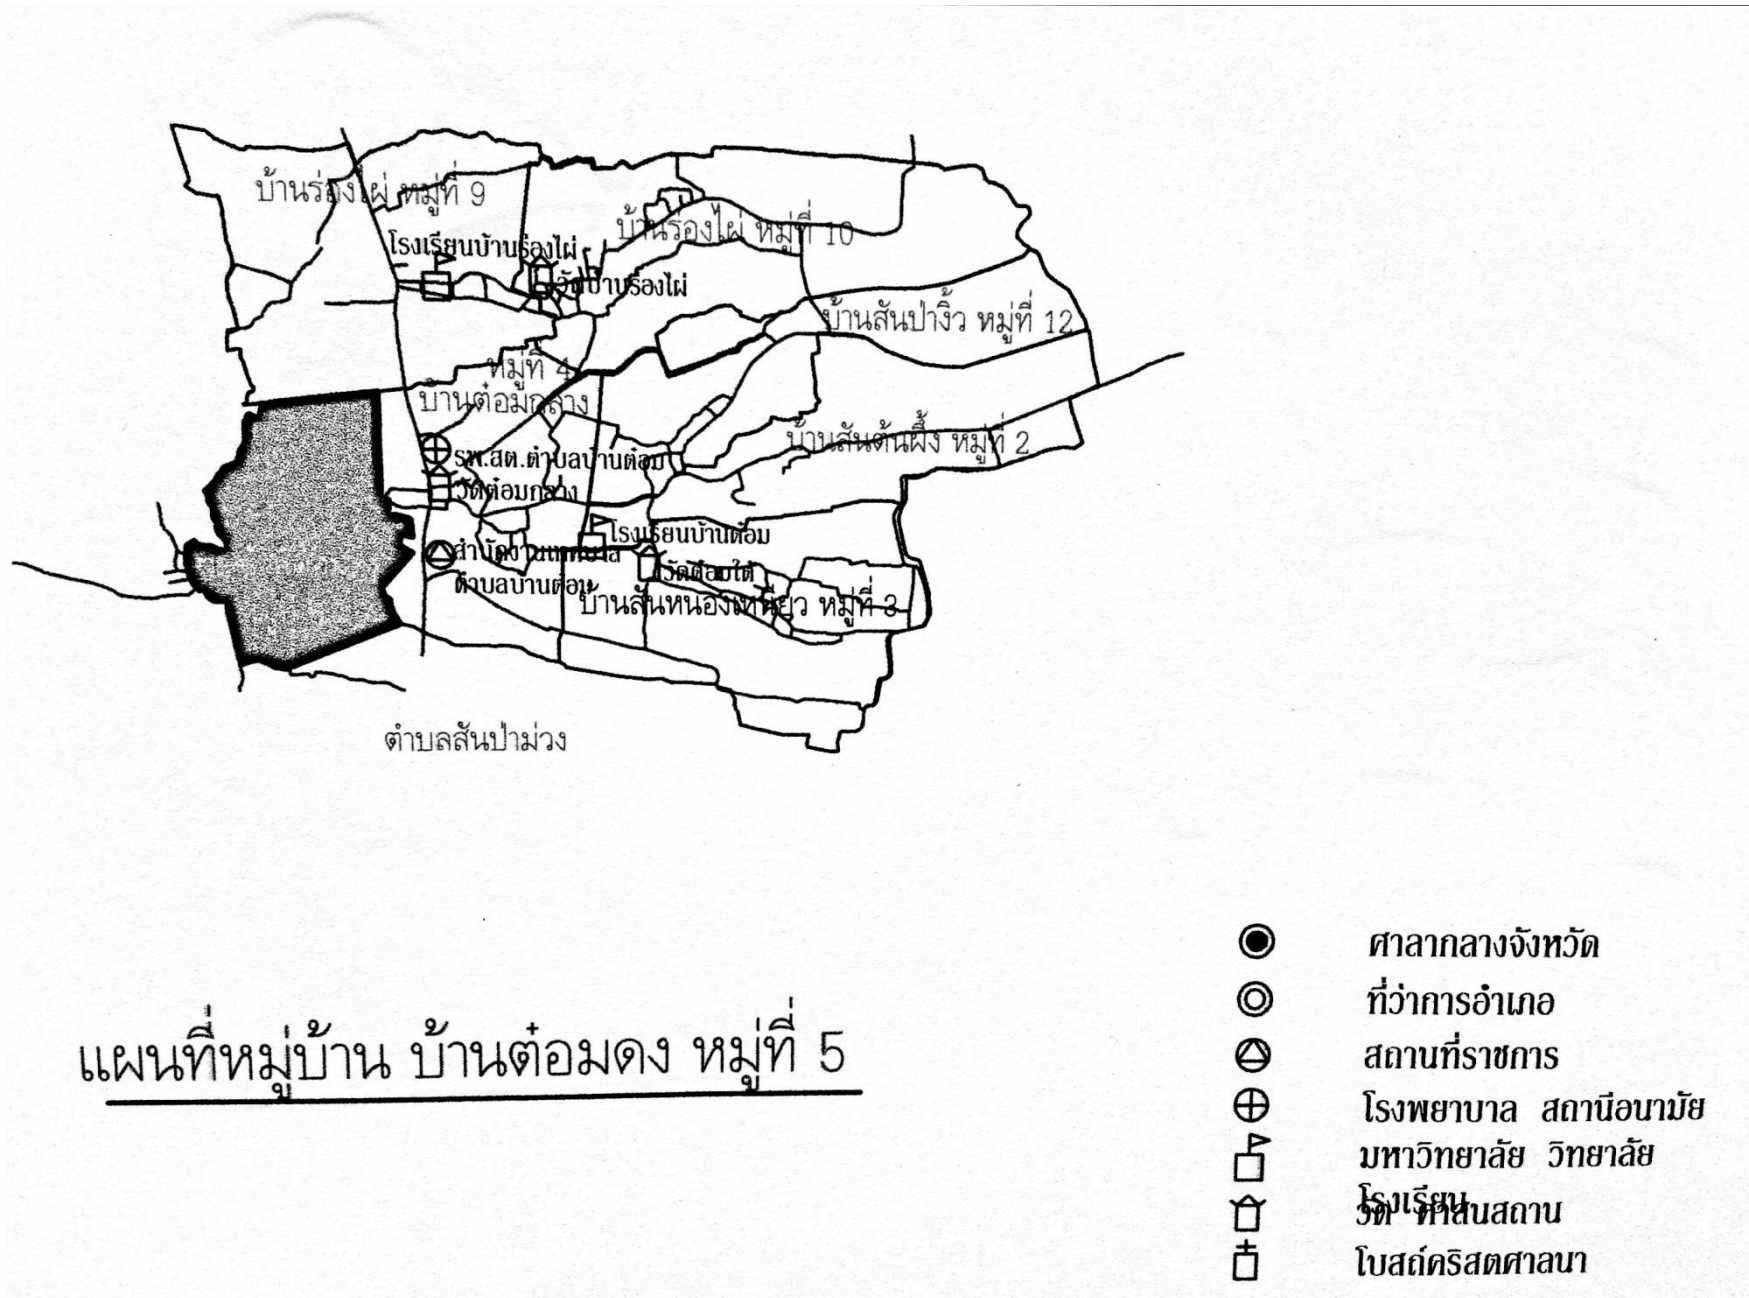 บ้านร่องไผ่ หมู่ที่ 9
บ้านร่องไผ่ หมู่ที่ 10
โรงเรียนบ้านร่องไผ่
วัดบ้านร่องไผ่
บ้านสันป่างิ้ว หมู่ที่ 12
หมู่ที่ 4
บ้านต๋อมกลาง
บ้านสันต้นผึ้ง หมู่ที่ 2
รพ.สต.ตำบลบ้านต๋อม
วัดต๋อมกลาง
โรงเรียนบ้านต๋อม
สำนักงานเทศบาล
ตำบลบ้านต๋อม
วัดต๋อมใต้
บ้านสันหนองเหนียว หมู่ที่ 3
ตำบลสันป่าม่วง
แผนที่หมู่บ้าน บ้านต๋อมดง หมู่ที่ 5
ศาลากลางจังหวัด
ที่ว่าการอำเภอ
สถานที่ราชการ
โรงพยาบาล สถานีอนามัย
มหาวิทยาลัย วิทยาลัย
โรงเรียน
วัด ศาสนสถาน
โบสถ์คริสตศาสนา